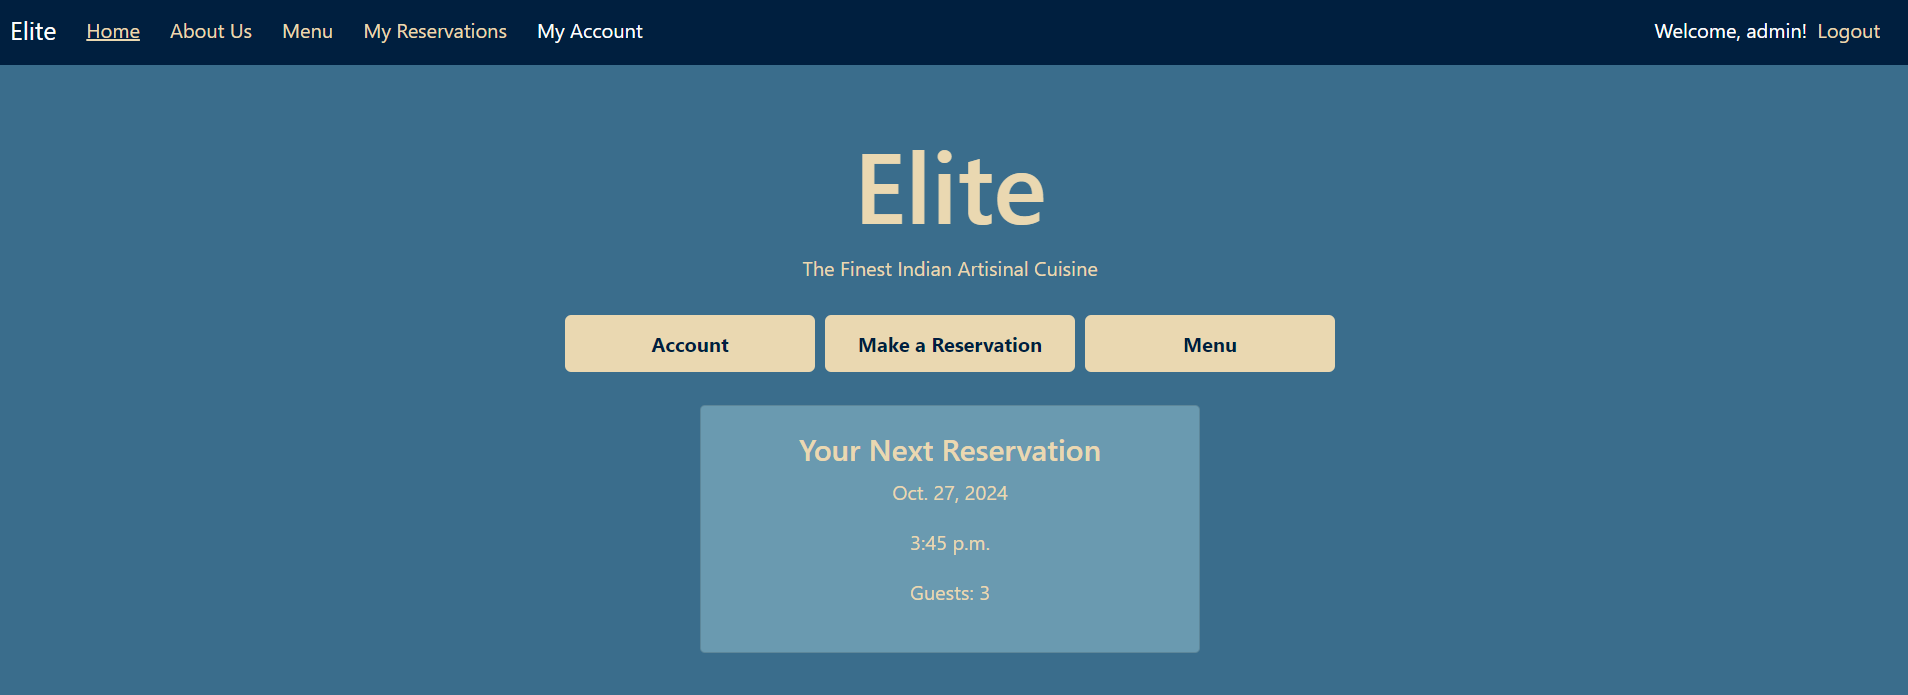 Elite Home About Us Menu My Reservations My Account Welcome, admin! Logout
Elite
The Finest Indian Artisinal Cuisine
Account Make a Reservation Menu
Your Next Reservation
Oct. 27, 2024
3:45 p.m.
Guests: 3